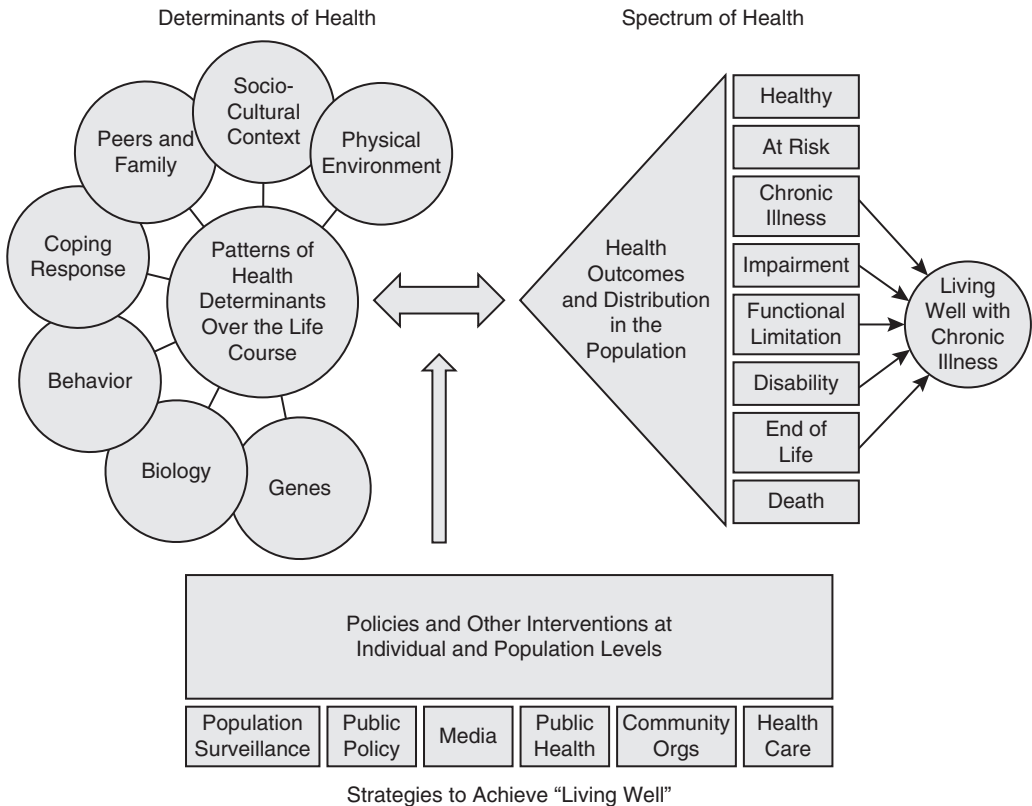 Determinants of Health
Spectrum of Health
Socio-
Cultural
Context
Peers and
Family
Physical
Environment
Coping
Response
Patterns of
Health
Determinants
Over the Life
Course
Behavior
Biology
Genes
Health
Outcomes
and Distribution
in the
Population
Healthy
At Risk
Chronic
Illness
Impairment
Functional
Limitation
Disability
End of
Life
Death
Living
Well with
Chronic
Illness
Policies and Other Interventions at
Individual and Population Levels
Population
Surveillance
Public
Policy
Media
Public
Health
Community
Orgs
Health
Care
Strategies to Achieve “Living Well”